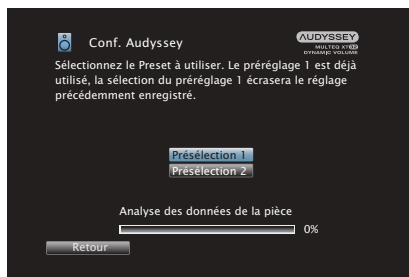 Conf. Audyssey
AUDYSSEY
MULTEQ XT32
DYNAMIC VOLUME
Sélectionnez le Preset à utiliser. Le préréglage 1 est déjà
utilisé, la sélection du préréglage 1 écrasera le réglage
précédemment enregistré.
Présélection 1
Présélection 2
Analyse des données de la pièce
0%
Retour